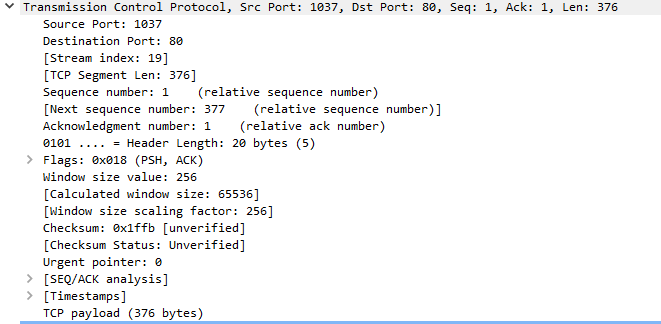 Transmission Control Protocol, Src Port: 1037, Dst Port: 80, Seq: 1, Ack: 1, Len: 376
Source Port: 1037
Destination Port: 80
[Stream index: 19]
[TCP Segment Len: 376]
Sequence number: 1    (relative sequence number)
[Next sequence number: 377    (relative sequence number)]
Acknowledgment number: 1    (relative ack number)
0101 .... = Header Length: 20 bytes (5)
Flags: 0x018 (PSH, ACK)
Window size value: 256
[Calculated window size: 65536]
[Window size scaling factor: 256]
Checksum: 0x1ffb [unverified]
[Checksum Status: Unverified]
Urgent pointer: 0
[SEQ/ACK analysis]
[Timestamps]
TCP payload (376 bytes)